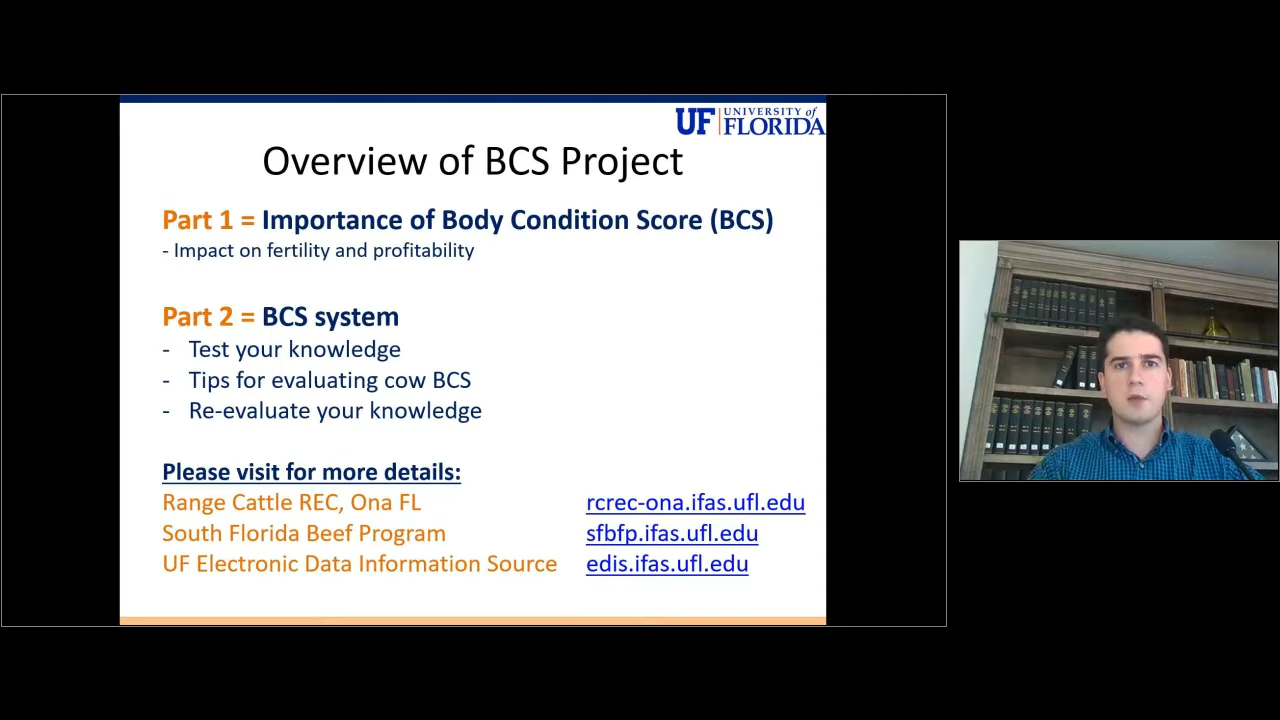 UF UNIVERSITY of
FLORIDA
Overview of BCS Project
Part 1 = Importance of Body Condition Score (BCS)
- Impact on fertility and profitability
Part 2 = BCS system
- Test your knowledge
- Tips for evaluating cow BCS
- Re-evaluate your knowledge
Please visit for more details:
Range Cattle REC, Ona FL rcrec-ona.ifas.ufl.edu
South Florida Beef Program sfbfp.ifas.ufl.edu
UF Electronic Data Information Source edis.ifas.ufl.edu